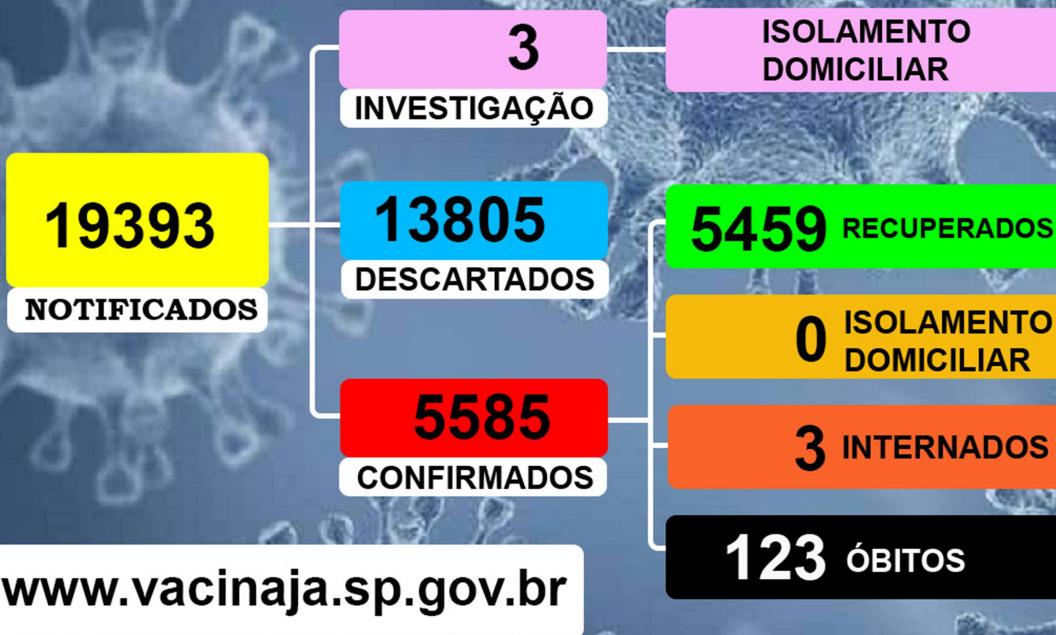 3
INVESTIGAÇÃO
ISOLAMENTO
DOMICILIAR
19393
NOTIFICADOS
13805
DESCARTADOS
5585
CONFIRMADOS
5459 RECUPERADOS
0 ISOLAMENTO
DOMICILIAR
3 INTERNADOS
123 ÓBITOS
www.vacinaja.sp.gov.br